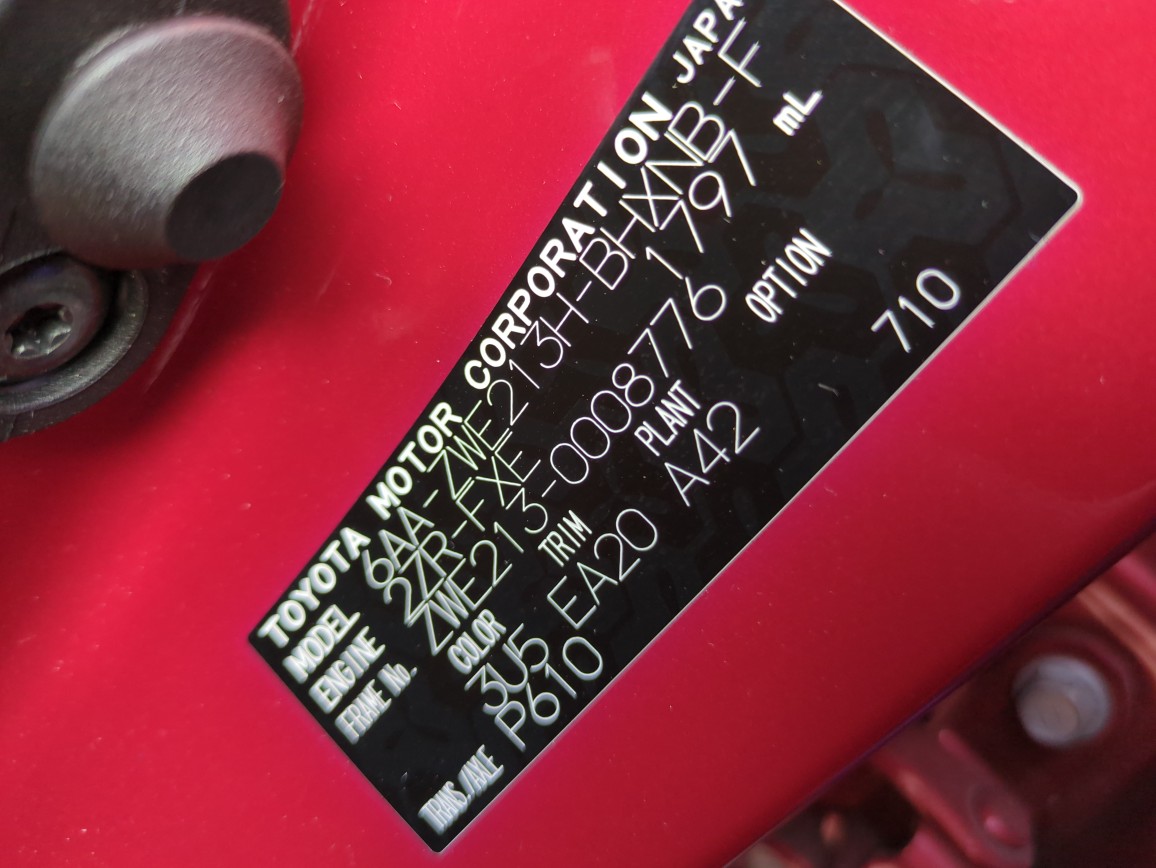 TOYOTA MOTOR CORPORATION JAPA
MODEL 6AA-ZWE213H-BHXNB-F
ENGINE 2ZR-FXE 1797 mL
FRAME No. ZWE213-0008776
COLOR TRIM PLANT OPTION
3U5 EA20 A42 710
TRANS./AXLE P610